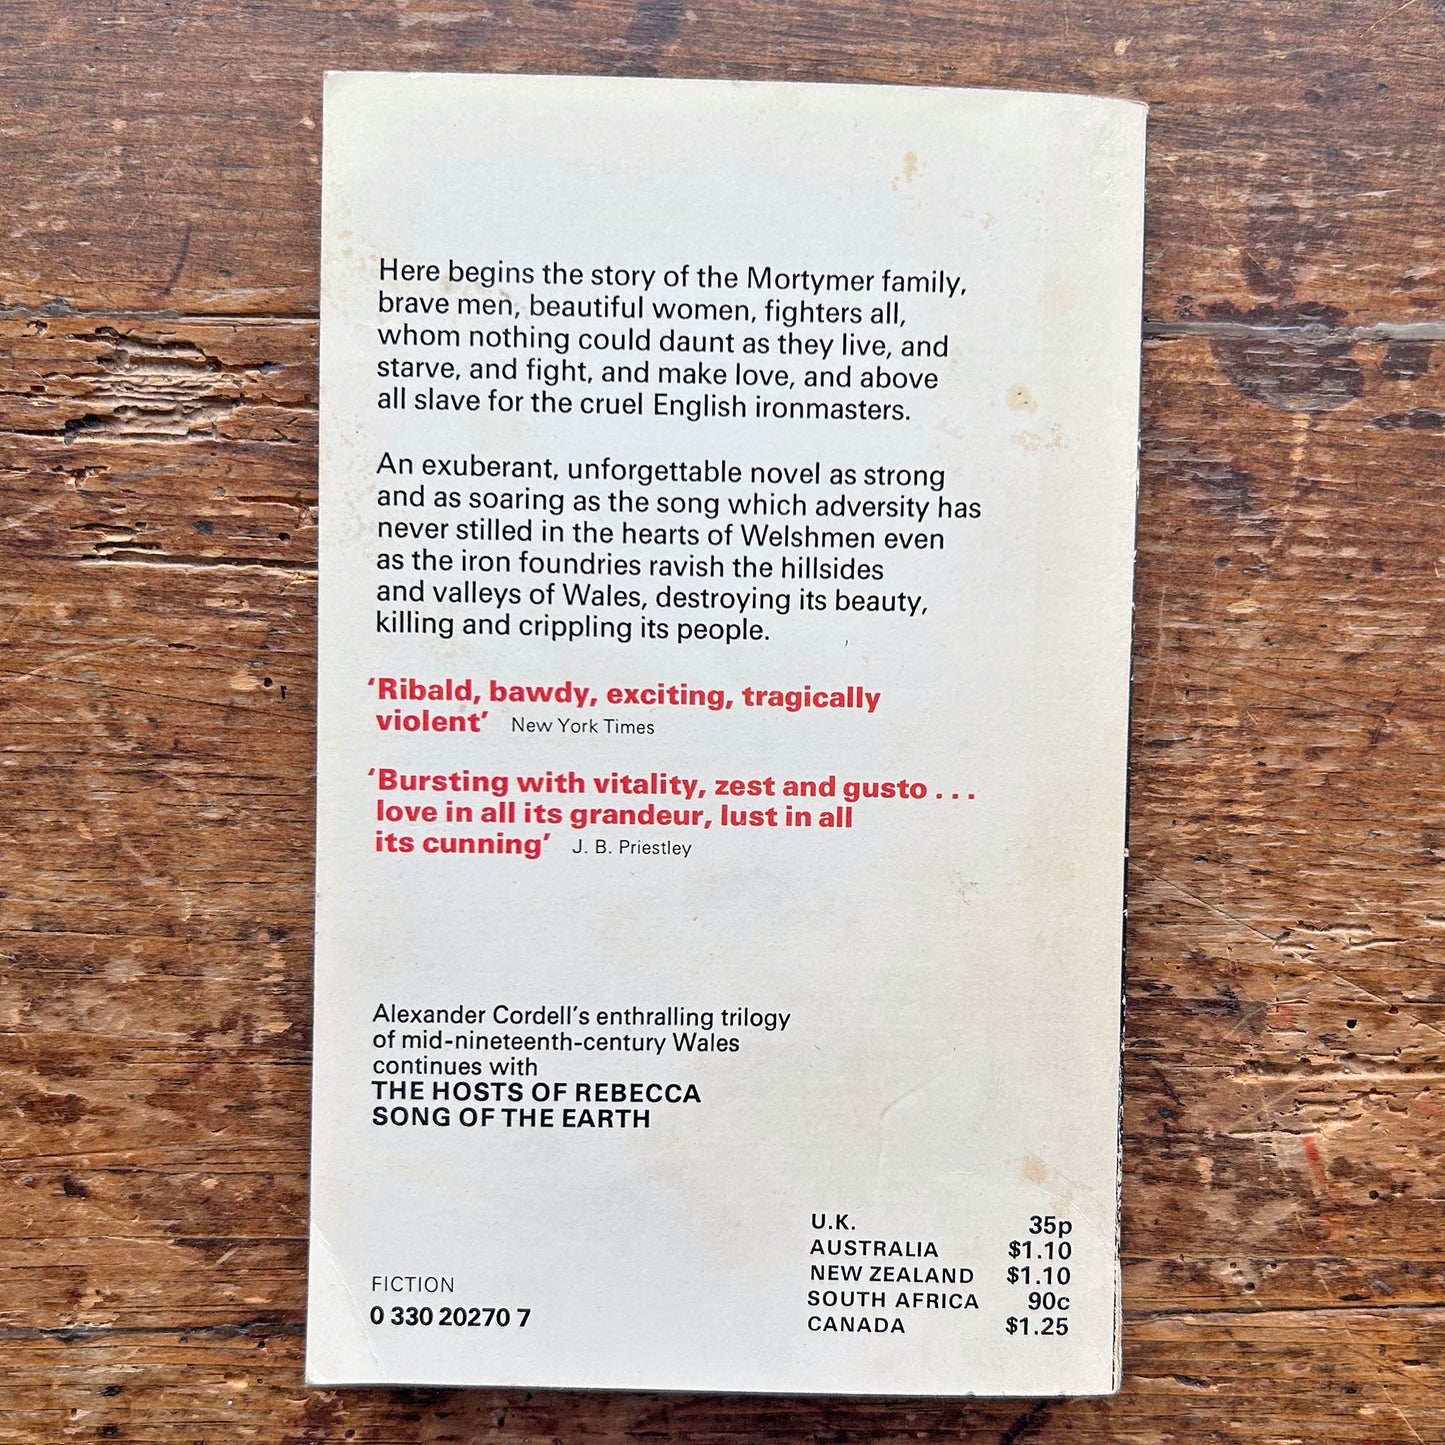 Here begins the story of the Mortymer family,
brave men, beautiful women, fighters all,
whom nothing could daunt as they live, and
starve, and fight, and make love, and above
all slave for the cruel English ironmasters.
An exuberant, unforgettable novel as strong
and as soaring as the song which adversity has
never stilled in the hearts of Welshmen even
as the iron foundries ravish the hillsides
and valleys of Wales, destroying its beauty,
killing and crippling its people.
‘Ribald, bawdy, exciting, tragically
violent’ New York Times
‘Bursting with vitality, zest and gusto . . .
love in all its grandeur, lust in all
its cunning’ J. B. Priestley
Alexander Cordell’s enthralling trilogy
of mid-nineteenth-century Wales
continues with
THE HOSTS OF REBECCA
SONG OF THE EARTH
FICTION
0 330 20270 7
U.K. 35p
AUSTRALIA $1.10
NEW ZEALAND $1.10
SOUTH AFRICA 90c
CANADA $1.25